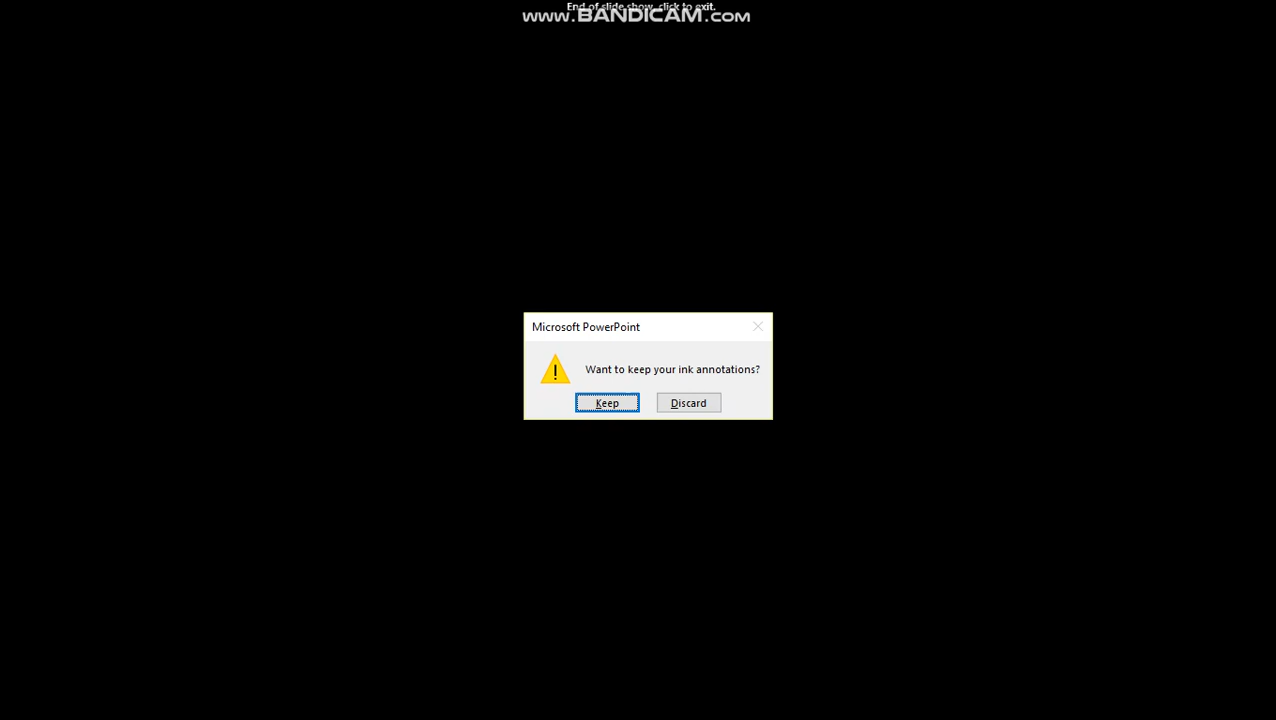 End of slide show, click to exit.
www.BANDICAM.com
Microsoft PowerPoint
Want to keep your ink annotations?
Keep
Discard